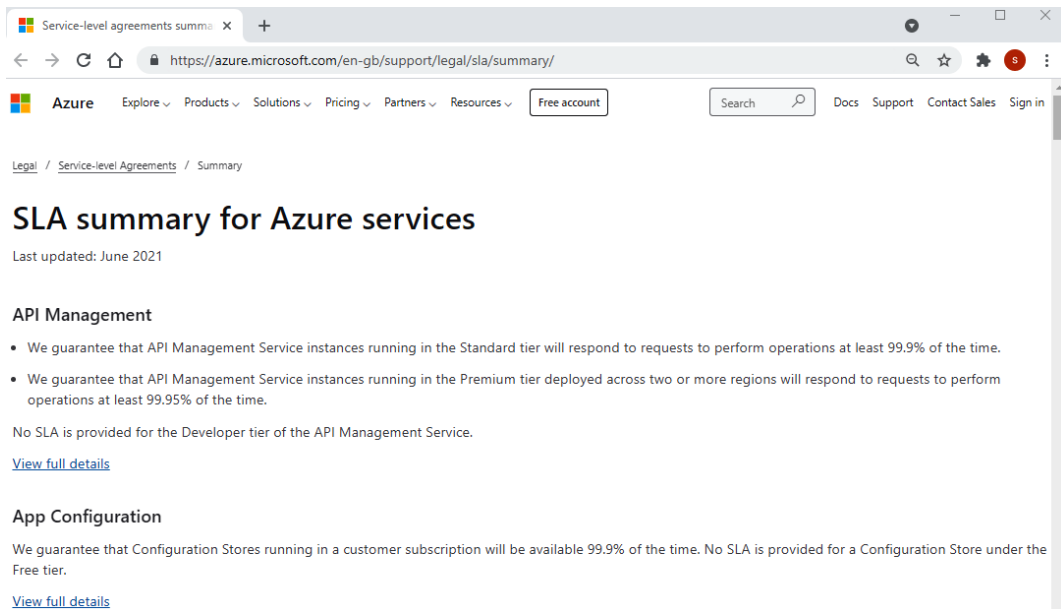 Service-level agreements summa
https://azure.microsoft.com/en-gb/support/legal/sla/summary/
s
Azure Explore Products Solutions Pricing Partners Resources Free account Search Docs Support Contact Sales Sign in
Legal / Service-level Agreements / Summary
SLA summary for Azure services
Last updated: June 2021
API Management
• We guarantee that API Management Service instances running in the Standard tier will respond to requests to perform operations at least 99.9% of the time.
• We guarantee that API Management Service instances running in the Premium tier deployed across two or more regions will respond to requests to perform
operations at least 99.95% of the time.
No SLA is provided for the Developer tier of the API Management Service.
View full details
App Configuration
We guarantee that Configuration Stores running in a customer subscription will be available 99.9% of the time. No SLA is provided for a Configuration Store under the
Free tier.
View full details